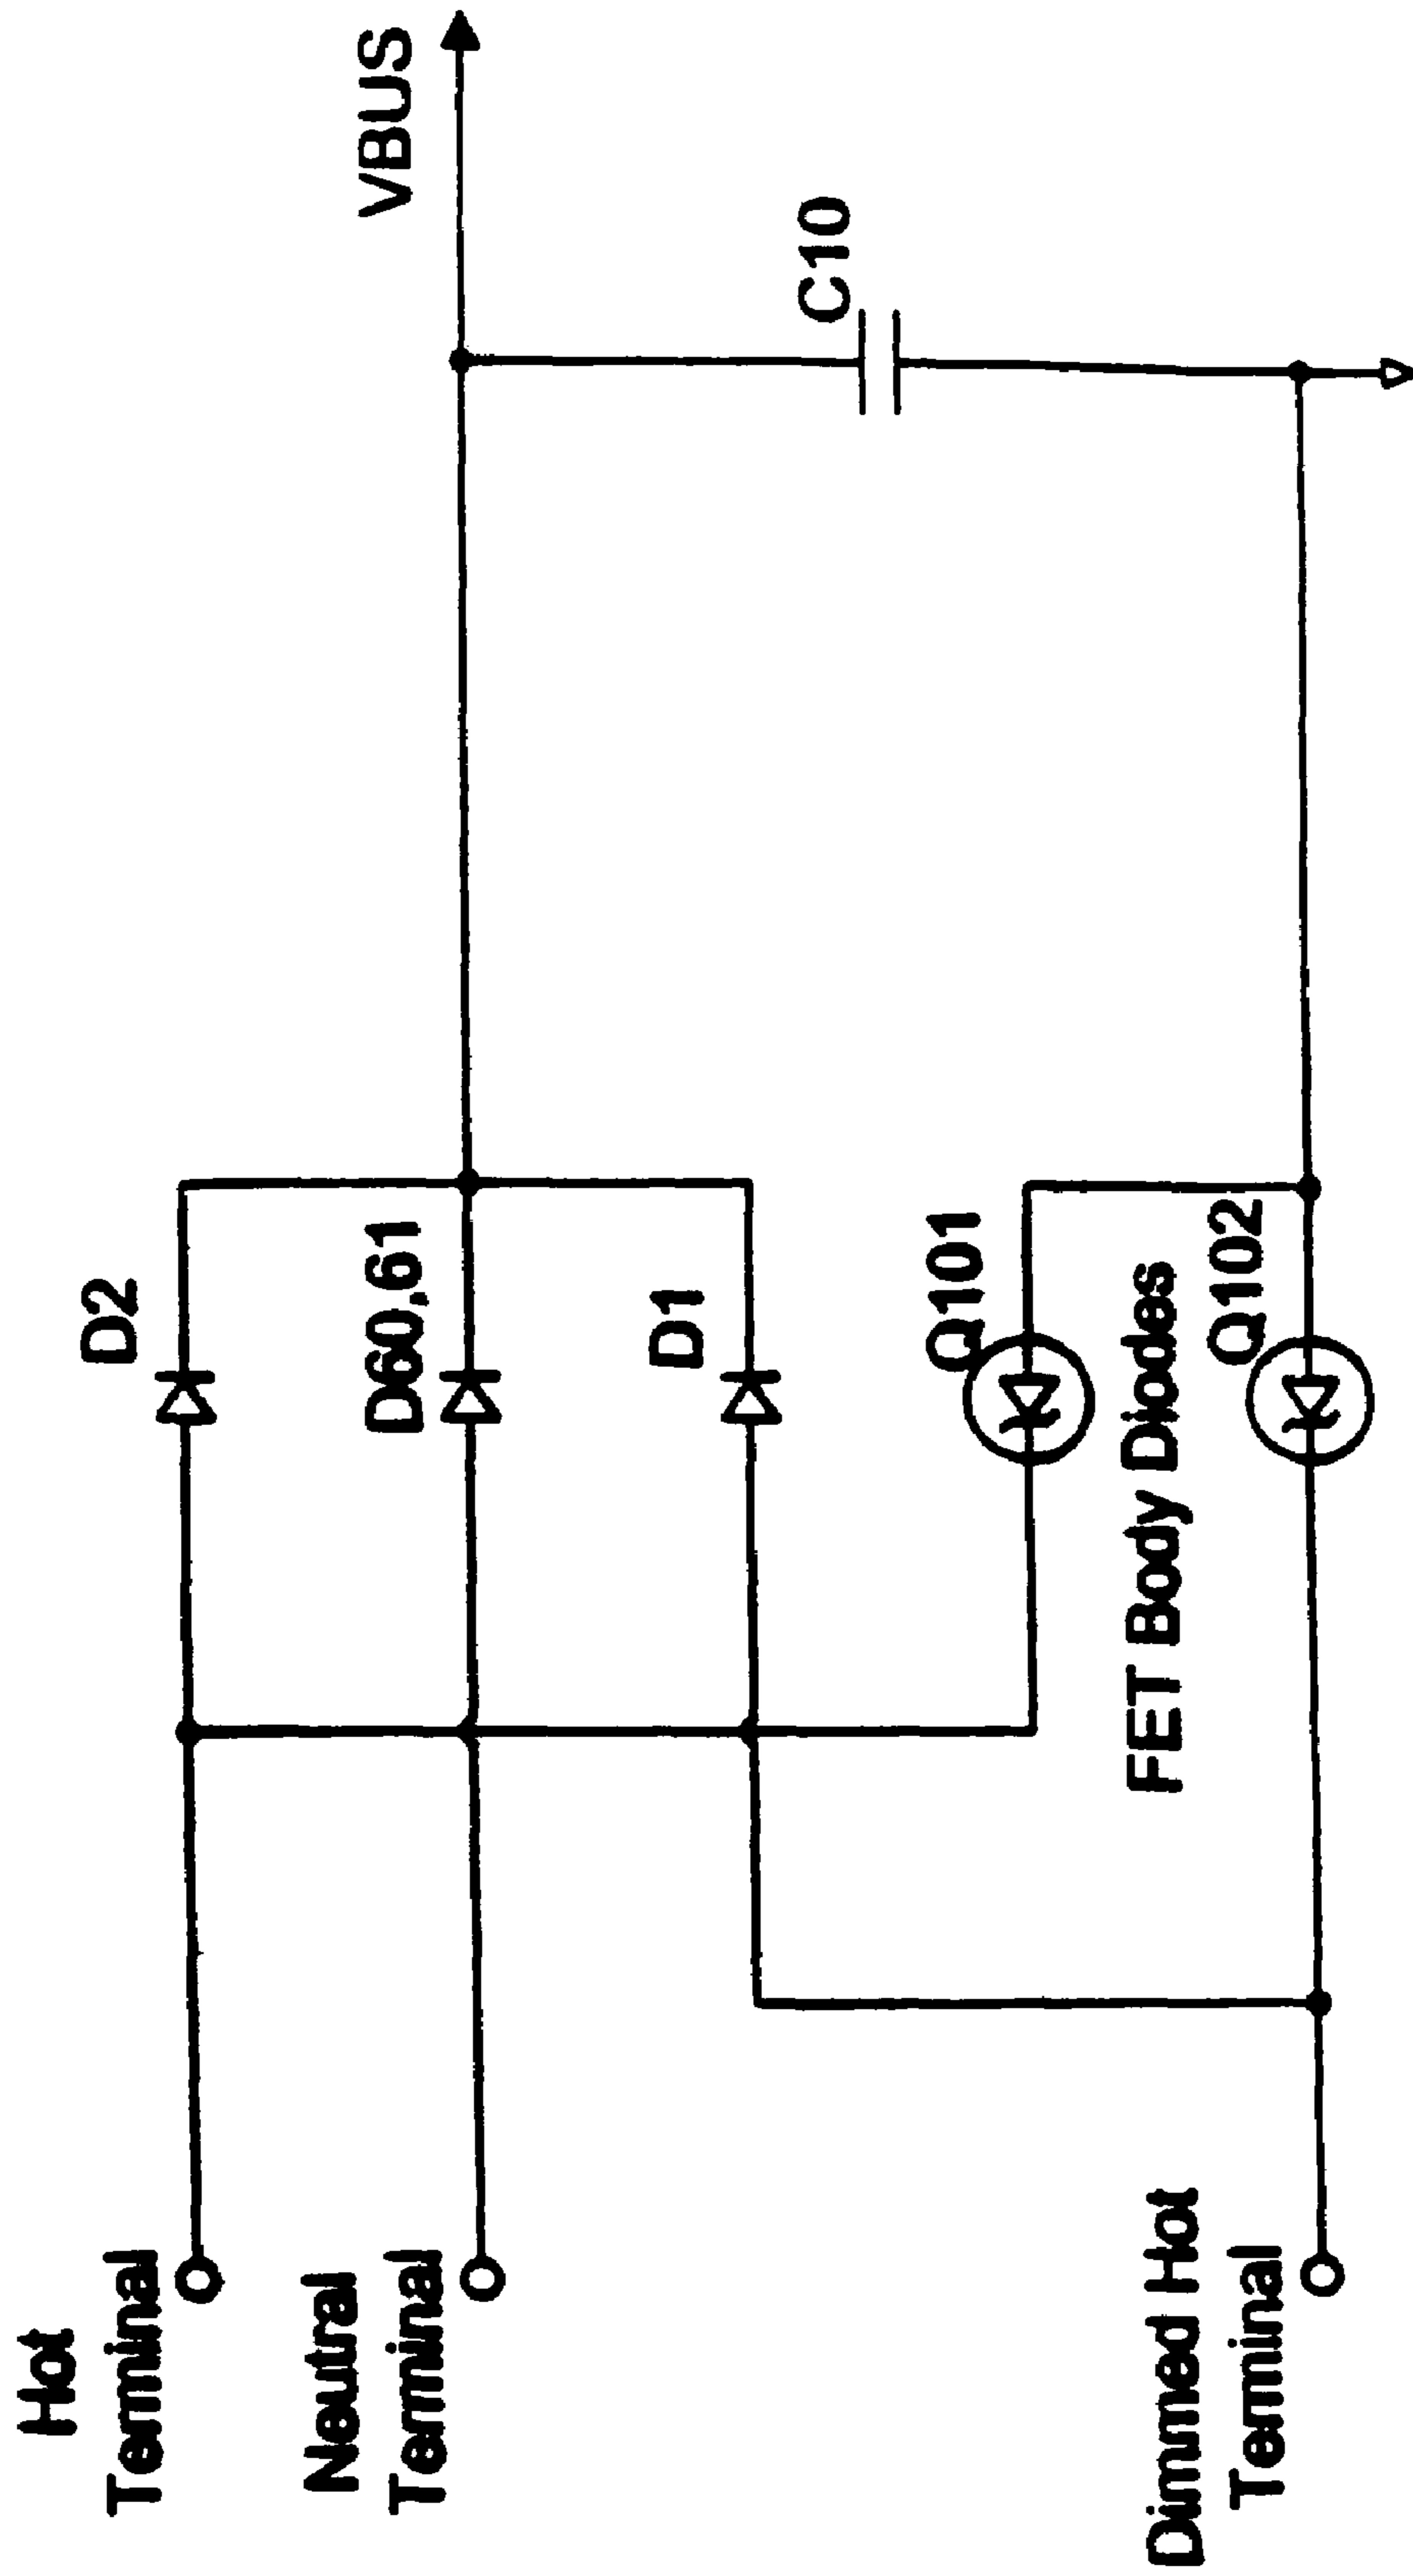 Hot
Terminal
Neutral
Terminal
Dimmed Hot
Terminal
D2
D60,61
D1
Q101
FET Body Diodes
Q102
VBUS
C10